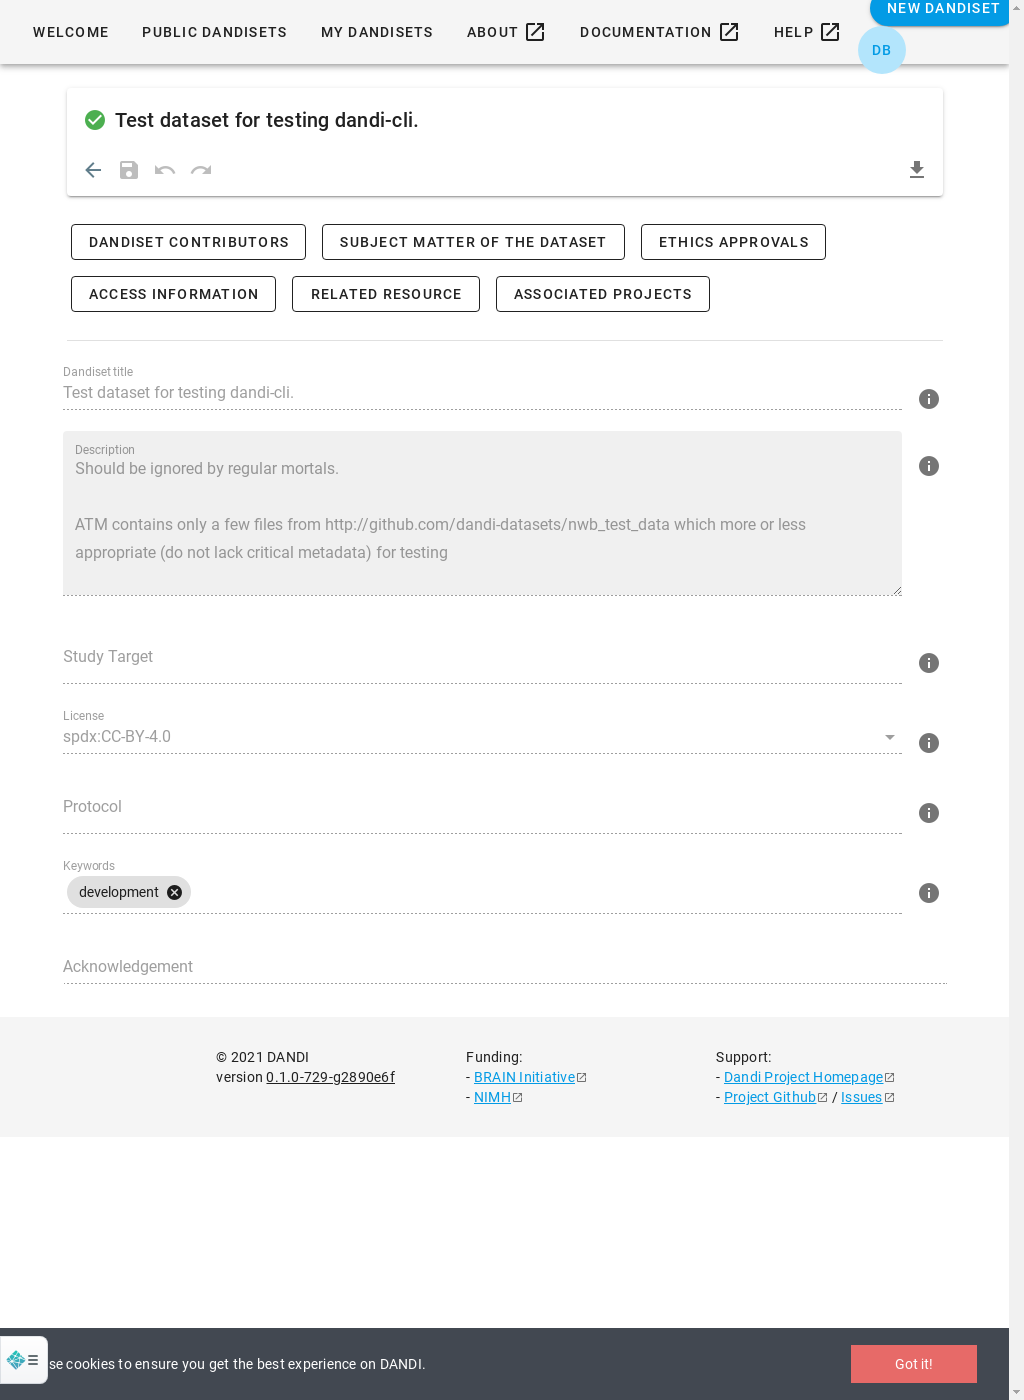 WELCOME PUBLIC DANDISETS MY DANDISETS ABOUT DOCUMENTATION HELP NEW DANDISET
DB
Test dataset for testing dandi-cli.
DANDISET CONTRIBUTORS SUBJECT MATTER OF THE DATASET ETHICS APPROVALS
ACCESS INFORMATION RELATED RESOURCE ASSOCIATED PROJECTS
Dandiset title
Test dataset for testing dandi-cli.
Description
Should be ignored by regular mortals.
ATM contains only a few files from http://github.com/dandi-datasets/nwb_test_data which more or less
appropriate (do not lack critical metadata) for testing
Study Target
License
spdx:CC-BY-4.0
Protocol
Keywords
development
Acknowledgement
© 2021 DANDI
version 0.1.0-729-g2890e6f
Funding:
- BRAIN Initiative
- NIMH
Support:
- Dandi Project Homepage
- Project Github / Issues
se cookies to ensure you get the best experience on DANDI.
Got it!